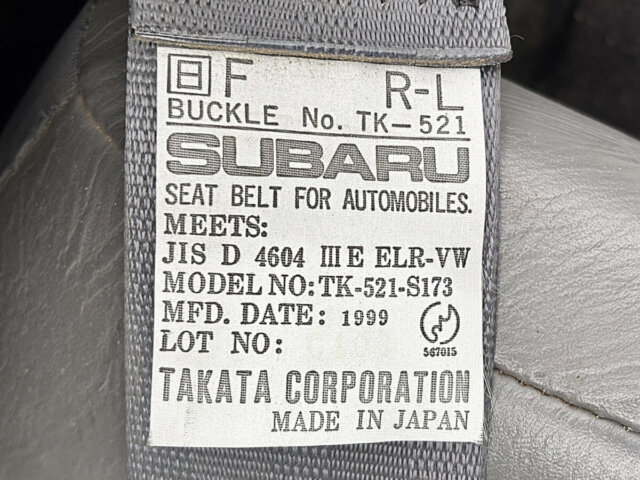 日 F R-L
BUCKLE No. TK-521
SUBARU
SEAT BELT FOR AUTOMOBILES.
MEETS:
JIS D 4604 III E ELR-VW
MODEL NO: TK-521-S173
MFD. DATE: 1999
LOT NO:
567015
TAKATA CORPORATION
MADE IN JAPAN